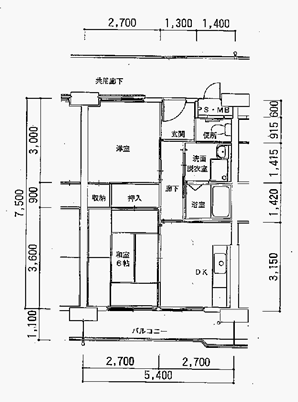 2,700
1,300
1,400
共用廊下
PS・MB
玄関
便所
洋室
洗面
脱衣室
廊下
収納
押入
浴室
和室
6帖
DK
バルコニー
7,500
3,000
900
3,600
1,100
600
915
1,415
1,420
3,150
2,700
2,700
5,400